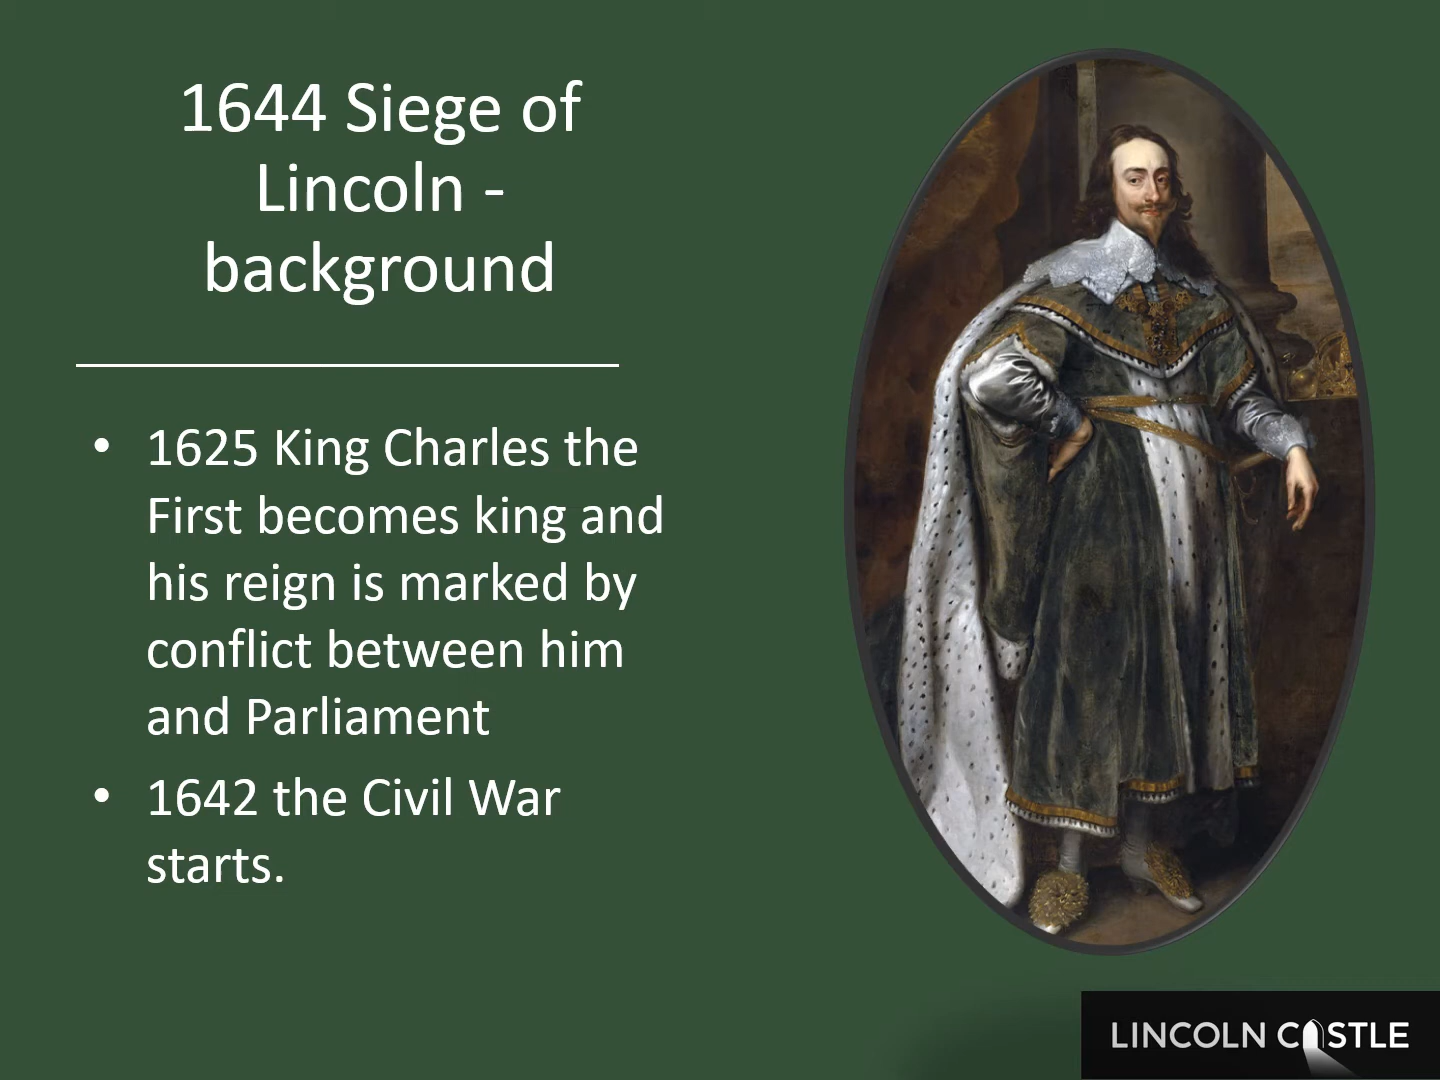 1644 Siege of
Lincoln -
background
• 1625 King Charles the
First becomes king and
his reign is marked by
conflict between him
and Parliament
• 1642 the Civil War
starts.
LINCOLN CASTLE